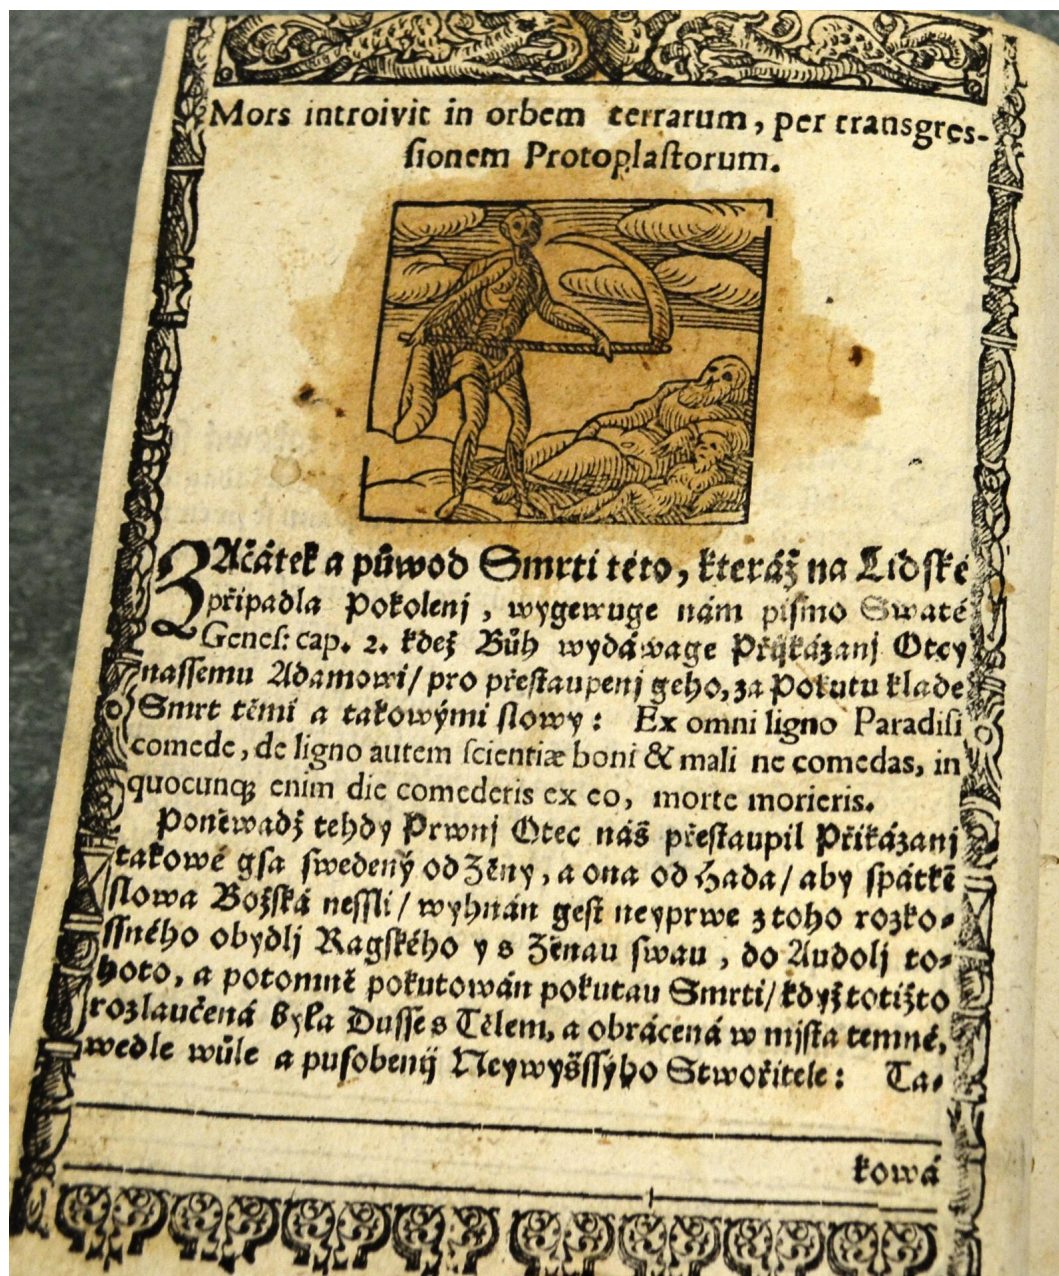 Mors introivit in orbem terrarum, per transgres-
sionem Protoplastorum.
ZAčátek a půwod Smrti této, kteráž na Lidské
připadla Pokolenj, wygewuge nám pjsmo Swaté
Genes: cap. 2. kdež Bůh wydáwage Přikázanj Otcy
nassemu Adamowi/ pro přestaupenj geho, za Pokutu klade
Smrt těmi a takowými slowy: Ex omni ligno Paradisi
comede, de ligno autem scientiæ boni & mali ne comedas, in
quocunq; enim die comederis ex eo, morte morieris.
Poněwadž tehdy Prwnj Otec náš přestaupil Přikázanj
takowé gsa swedený od Ženy, a ona od Hada/ aby spátkē
slowa Božská nessli/ wyhnán gest neyprwe z toho rozko-
ssného obydlj Ragského y s Ženau swau, do Audolj to-
hoto, a potomně pokutowán pokutau Smrti/ když totižto
rozlaučená byla Dusse s Tělem, a obrácená w mjsta temné,
wedle wůle a pusobenij Neywyšssýho Stwořitele: Ta-
kowá